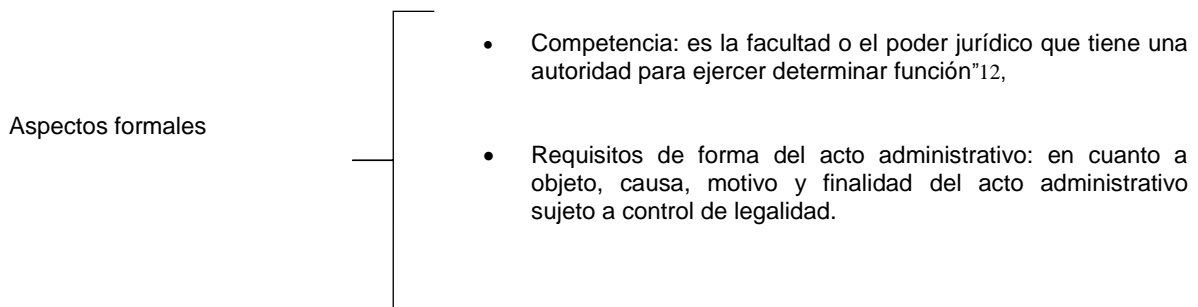 • Competencia: es la facultad o el poder jurídico que tiene una
autoridad para ejercer determinar función”12,
Aspectos formales
• Requisitos de forma del acto administrativo: en cuanto a
objeto, causa, motivo y finalidad del acto administrativo
sujeto a control de legalidad.